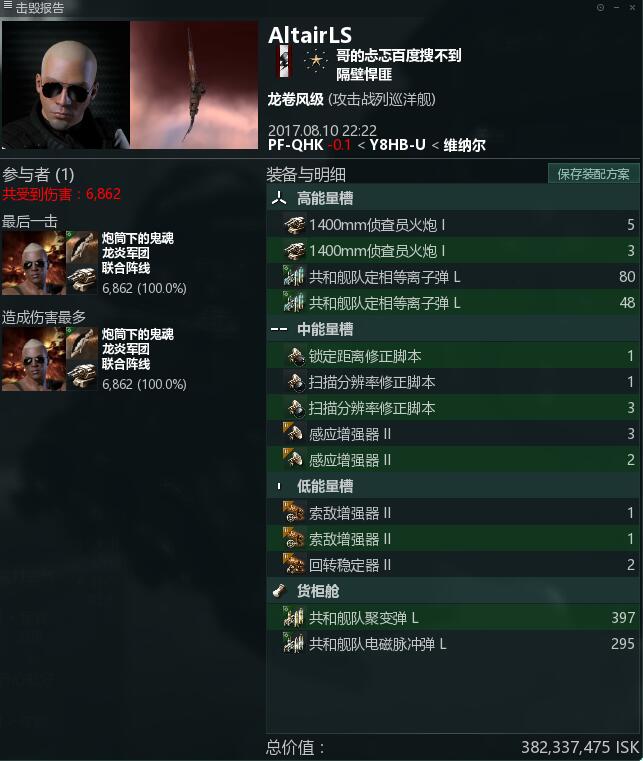 击毁报告
AltairLS
哥的忐忑百度搜不到
隔壁悍匪
龙卷风级 (攻击战列巡洋舰)
2017.08.10 22:22
PF-QHK -0.1 < Y8HB-U < 维纳尔
参与者 (1)
共受到伤害：6,862
最后一击
炮筒下的鬼魂
龙炎军团
联合阵线
6,862 (100.0%)
造成伤害最多
炮筒下的鬼魂
龙炎军团
联合阵线
6,862 (100.0%)
装备与明细
保存装配方案
高能量槽
1400mm侦查员火炮 I 5
1400mm侦查员火炮 I 3
共和舰队定相等离子弹 L 80
共和舰队定相等离子弹 L 48
中能量槽
锁定距离修正脚本 1
扫描分辨率修正脚本 1
扫描分辨率修正脚本 3
感应增强器 II 3
感应增强器 II 2
低能量槽
索敌增强器 II 1
索敌增强器 II 1
回转稳定器 II 2
货柜舱
共和舰队聚变弹 L 397
共和舰队电磁脉冲弹 L 295
总价值： 382,337,475 ISK